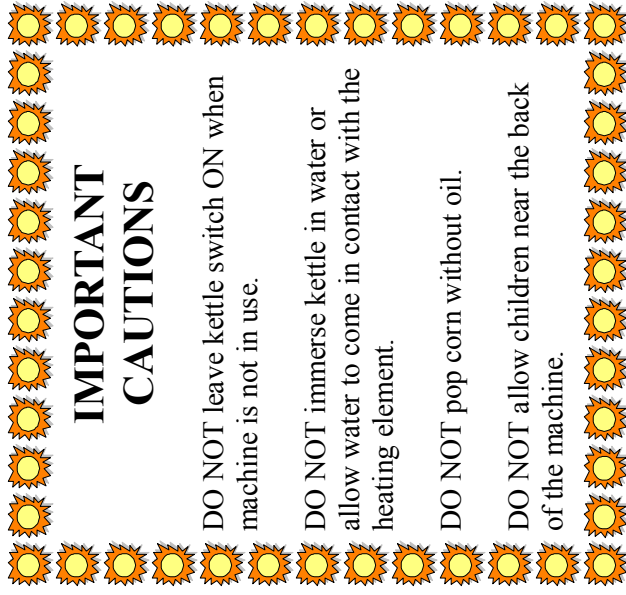 IMPORTANT
CAUTIONS
DO NOT leave kettle switch ON when
machine is not in use.
DO NOT immerse kettle in water or
allow water to come in contact with the
heating element.
DO NOT pop corn without oil.
DO NOT allow children near the back
of the machine.